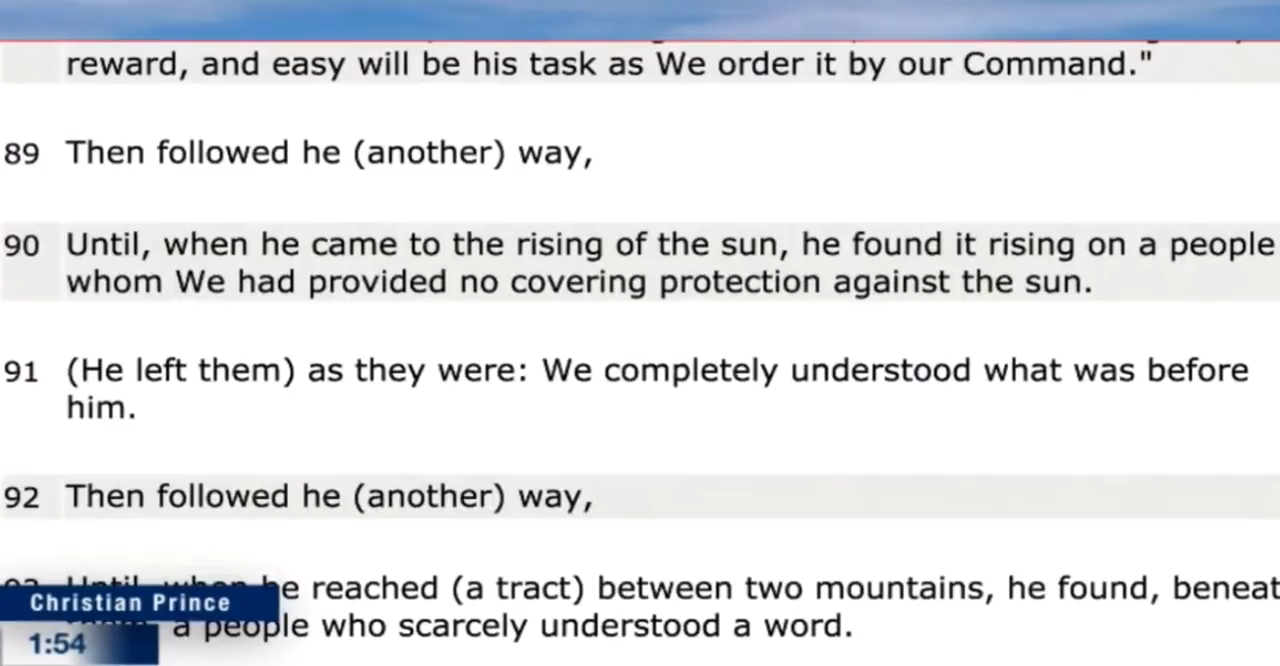 reward, and easy will be his task as We order it by our Command."
89 Then followed he (another) way,
90 Until, when he came to the rising of the sun, he found it rising on a people
whom We had provided no covering protection against the sun.
91 (He left them) as they were: We completely understood what was before
him.
92 Then followed he (another) way,
93 Until, when he reached (a tract) between two mountains, he found, beneat
a people who scarcely understood a word.
Christian Prince
1:54